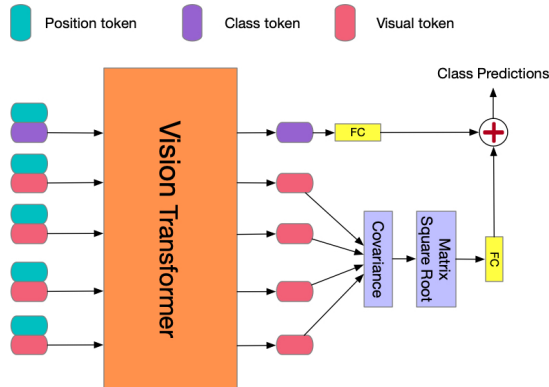 Position token
Class token
Visual token
Class Predictions
Vision Transformer
FC
Covariance
Matrix
Square Root
FC